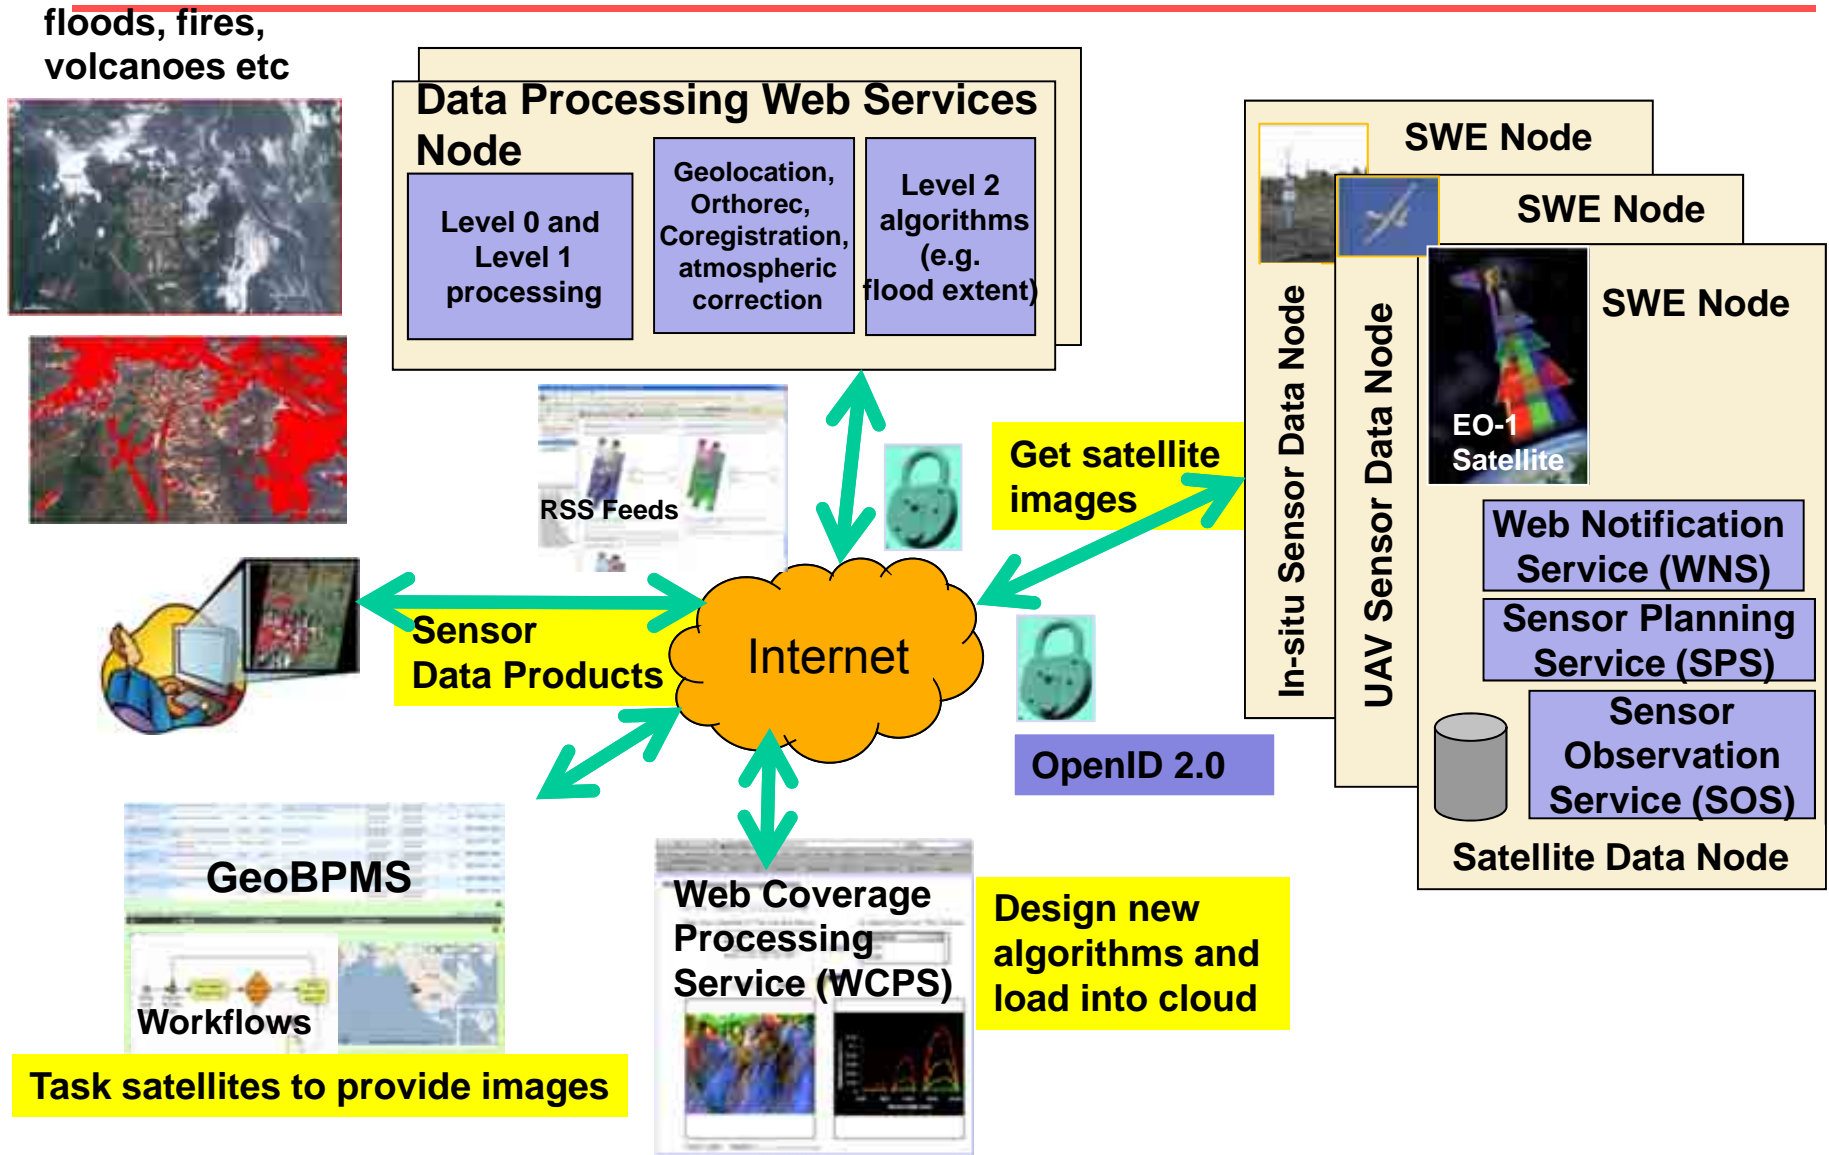 floods, fires,
volcanoes etc
Data Processing Web Services
Node
Level 0 and
Level 1
processing
Geolocation,
Orthorec,
Coregistration,
atmospheric
correction
Level 2
algorithms
(e.g.
flood extent)
SWE Node
In-situ Sensor Data Node
SWE Node
UAV Sensor Data Node
SWE Node
EO-1
Satellite
Web Notification
Service (WNS)
Sensor Planning
Service (SPS)
Sensor
Observation
Service (SOS)
Satellite Data Node
RSS Feeds
Get satellite
images
Sensor
Data Products
Internet
OpenID 2.0
GeoBPMS
Workflows
Task satellites to provide images
Web Coverage
Processing
Service (WCPS)
Design new
algorithms and
load into cloud